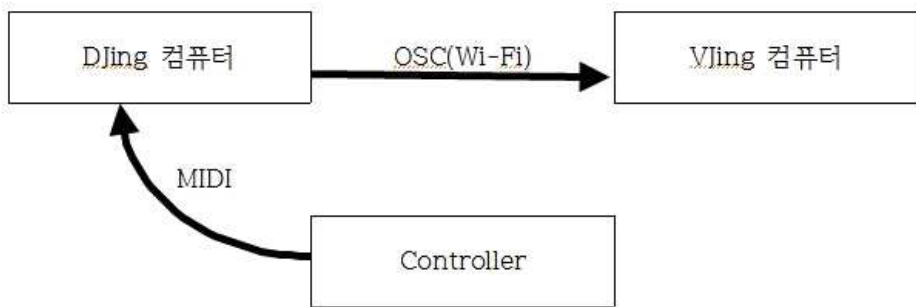 DJing 컴퓨터
OSC(Wi-Fi)
VJing 컴퓨터
MIDI
Controller